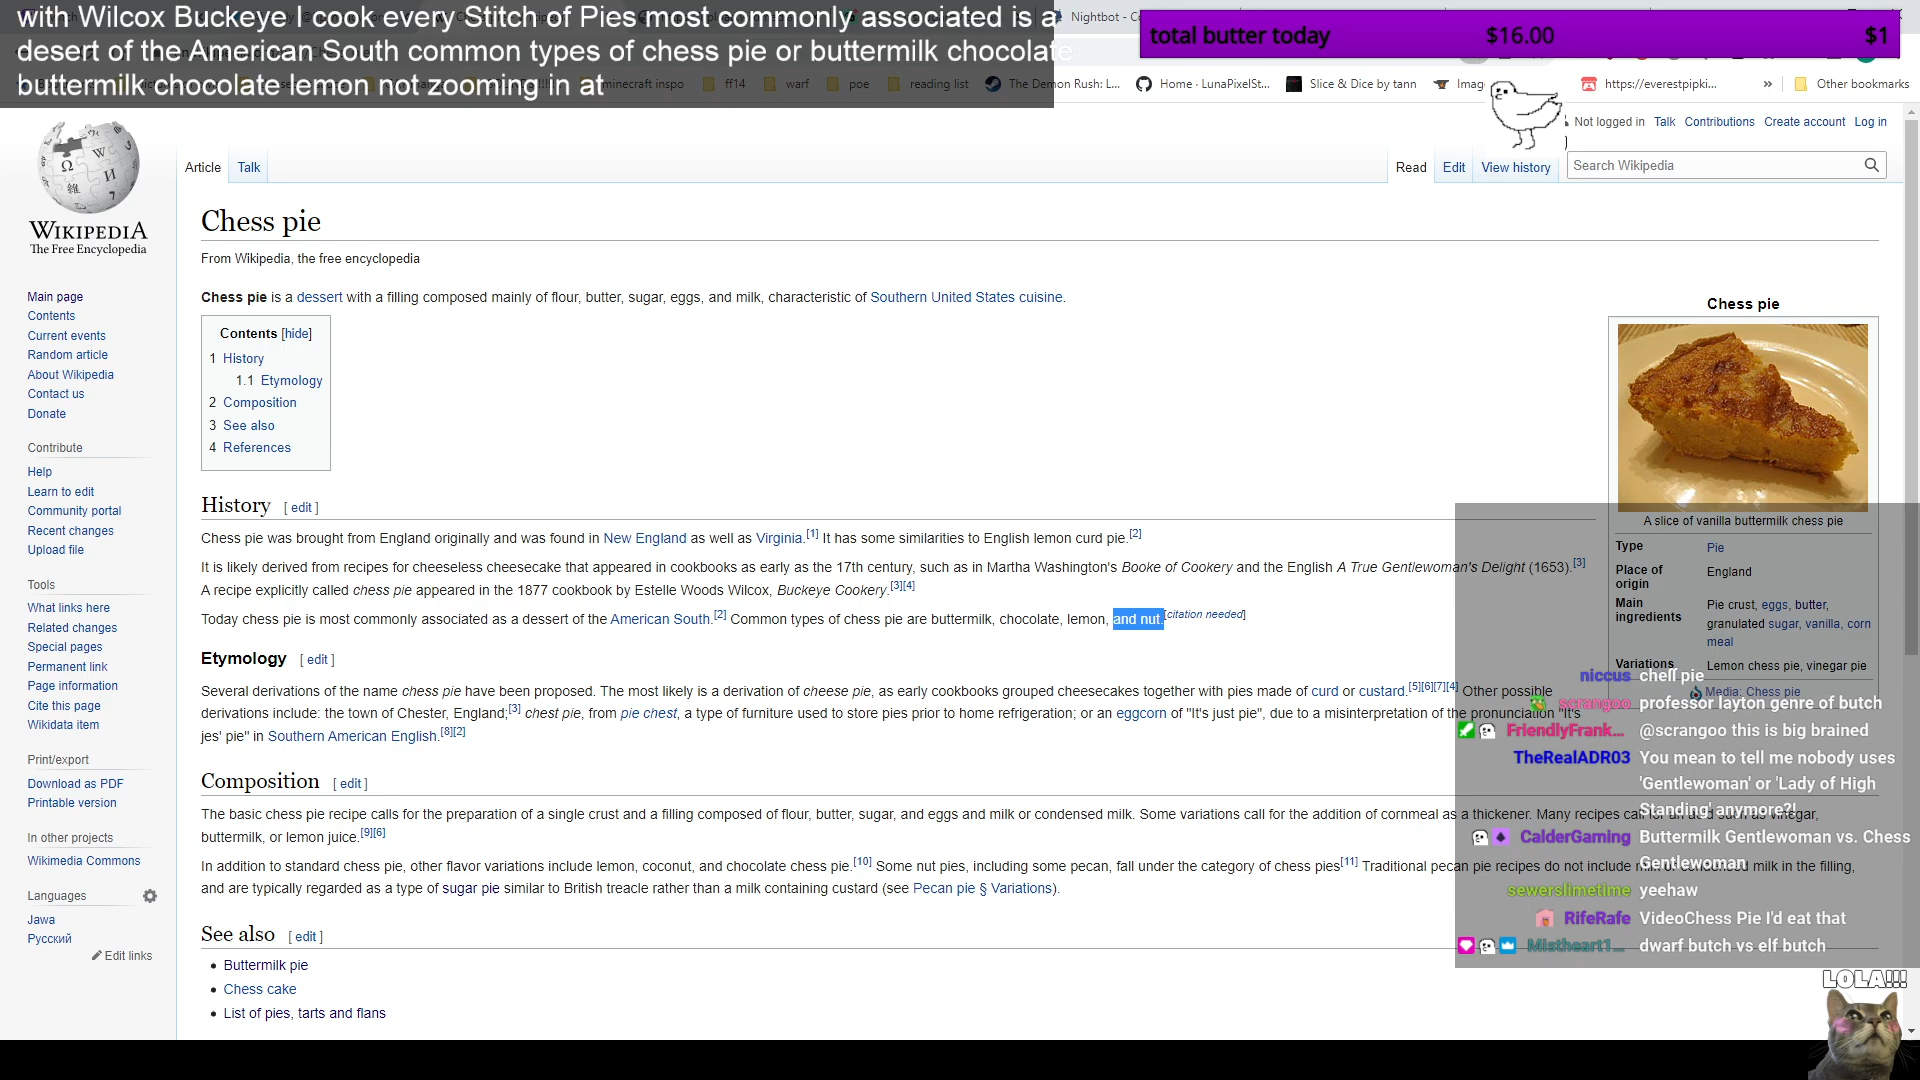 with Wilcox Buckeye I cook every Stitch of Pies most commonly associated is a
desert of the American South common types of chess pie or buttermilk chocolate
buttermilk chocolate lemon not zooming in at
Nightbot - C
total butter today $16.00 $1
minecraft inspo ff14 warf poe reading list The Demon Rush: L... Home · LunaPixelSt... Slice & Dice by tann Imag https://everestpipki... » Other bookmarks
Not logged in Talk Contributions Create account Log in
Article Talk Read Edit View history Search Wikipedia
WIKIPEDIA
The Free Encyclopedia
Main page
Contents
Current events
Random article
About Wikipedia
Contact us
Donate
Contribute
Help
Learn to edit
Community portal
Recent changes
Upload file
Tools
What links here
Related changes
Special pages
Permanent link
Page information
Cite this page
Wikidata item
Print/export
Download as PDF
Printable version
In other projects
Wikimedia Commons
Languages
Jawa
Русский
Edit links
Chess pie
From Wikipedia, the free encyclopedia
Chess pie is a dessert with a filling composed mainly of flour, butter, sugar, eggs, and milk, characteristic of Southern United States cuisine.
Contents [hide]
1 History
1.1 Etymology
2 Composition
3 See also
4 References
History [ edit ]
Chess pie was brought from England originally and was found in New England as well as Virginia.[1] It has some similarities to English lemon curd pie.[2]
It is likely derived from recipes for cheeseless cheesecake that appeared in cookbooks as early as the 17th century, such as in Martha Washington's Booke of Cookery and the English A True Gentlewoman's Delight (1653).[3]
A recipe explicitly called chess pie appeared in the 1877 cookbook by Estelle Woods Wilcox, Buckeye Cookery.[3][4]
Today chess pie is most commonly associated as a dessert of the American South.[2] Common types of chess pie are buttermilk, chocolate, lemon, and nut.[citation needed]
Etymology [ edit ]
Several derivations of the name chess pie have been proposed. The most likely is a derivation of cheese pie, as early cookbooks grouped cheesecakes together with pies made of curd or custard.[5][6][7][4] Other possible
derivations include: the town of Chester, England;[3] chest pie, from pie chest, a type of furniture used to store pies prior to home refrigeration; or an eggcorn of "It's just pie", due to a misinterpretation of the pronunciation "It's
jes' pie" in Southern American English.[8][2]
Composition [ edit ]
The basic chess pie recipe calls for the preparation of a single crust and a filling composed of flour, butter, sugar, and eggs and milk or condensed milk. Some variations call for the addition of cornmeal as a thickener. Many recipes call for an acid such as vinegar,
buttermilk, or lemon juice.[9][6]
In addition to standard chess pie, other flavor variations include lemon, coconut, and chocolate chess pie.[10] Some nut pies, including some pecan, fall under the category of chess pies[11] Traditional pecan pie recipes do not include milk or condensed milk in the filling,
and are typically regarded as a type of sugar pie similar to British treacle rather than a milk containing custard (see Pecan pie § Variations).
See also [ edit ]
Buttermilk pie
Chess cake
List of pies, tarts and flans
Chess pie
A slice of vanilla buttermilk chess pie
Type Pie
Place of origin England
Main ingredients Pie crust, eggs, butter,
granulated sugar, vanilla, corn
meal
Variations Lemon chess pie, vinegar pie
Media: Chess pie
niccus chell pie
scrangoo professor layton genre of butch
FriendlyFrank... @scrangoo this is big brained
TheRealADR03 You mean to tell me nobody uses
'Gentlewoman' or 'Lady of High
Standing' anymore?!
CalderGaming Buttermilk Gentlewoman vs. Chess
Gentlewoman
sewerslimetime yeehaw
RifeRafe VideoChess Pie I'd eat that
Mistheart1... dwarf butch vs elf butch
LOLA!!!